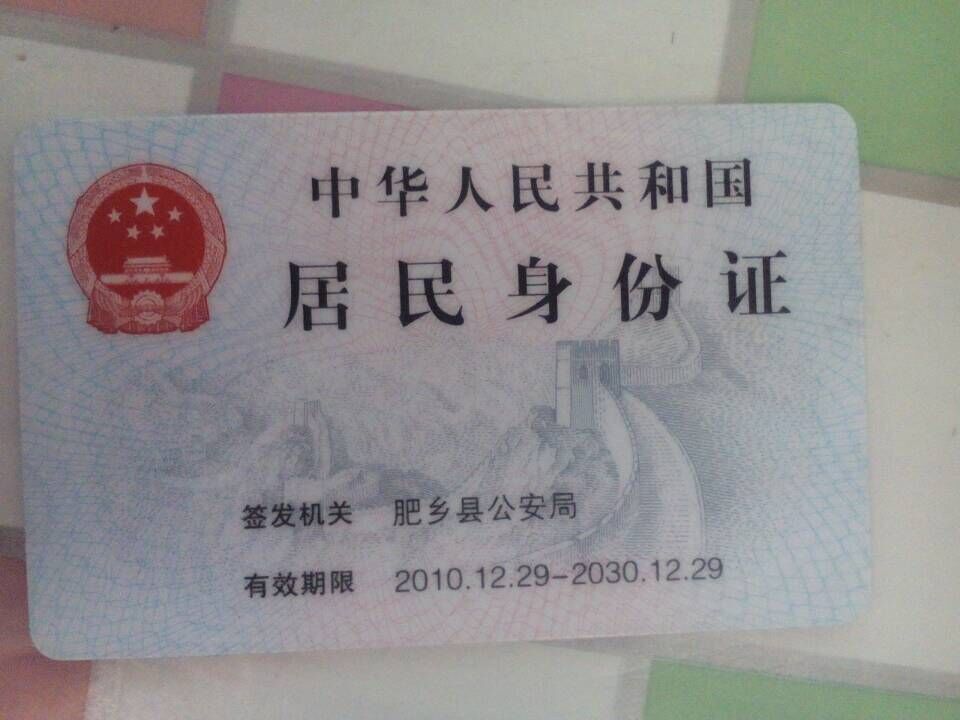 中华人民共和国
居民身份证
签发机关 肥乡县公安局
有效期限 2010.12.29-2030.12.29